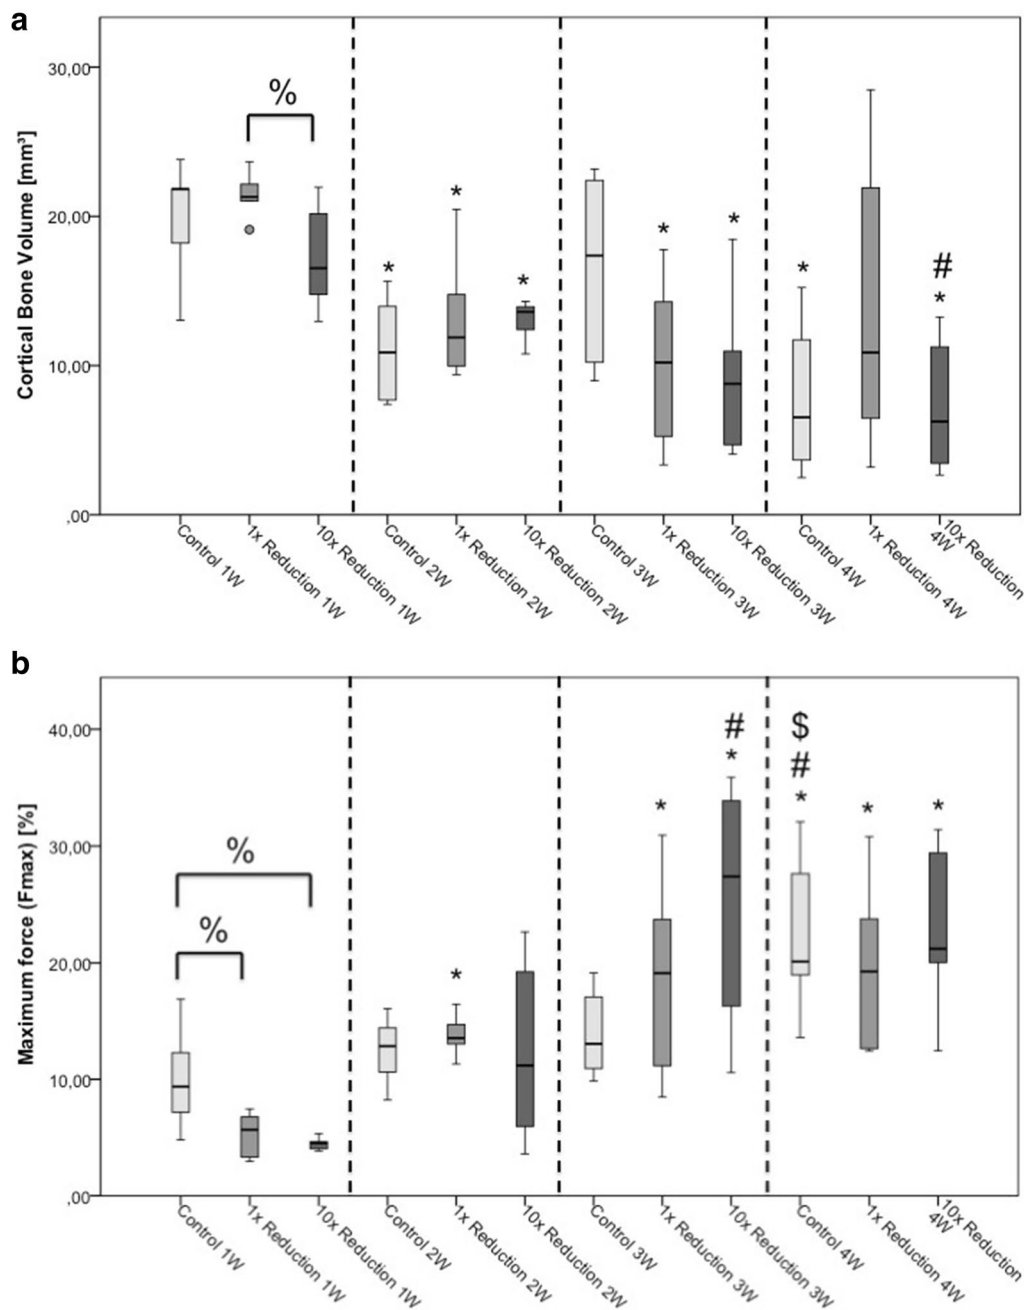 a
Cortical Bone Volume [mm³]
30,00
20,00
10,00
,00
%
*
*
*
*
*
*
#
*
Control 1W
1x Reduction 1W
10x Reduction 1W
Control 2W
1x Reduction 2W
10x Reduction 2W
Control 3W
1x Reduction 3W
10x Reduction 3W
Control 4W
1x Reduction 4W
10x Reduction
4W
b
Maximum force (Fmax) [%]
40,00
30,00
20,00
10,00
,00
%
%
*
*
#
*
$
#
*
*
*
Control 1W
1x Reduction 1W
10x Reduction 1W
Control 2W
1x Reduction 2W
10x Reduction 2W
Control 3W
1x Reduction 3W
10x Reduction 3W
Control 4W
1x Reduction 4W
10x Reduction
4W